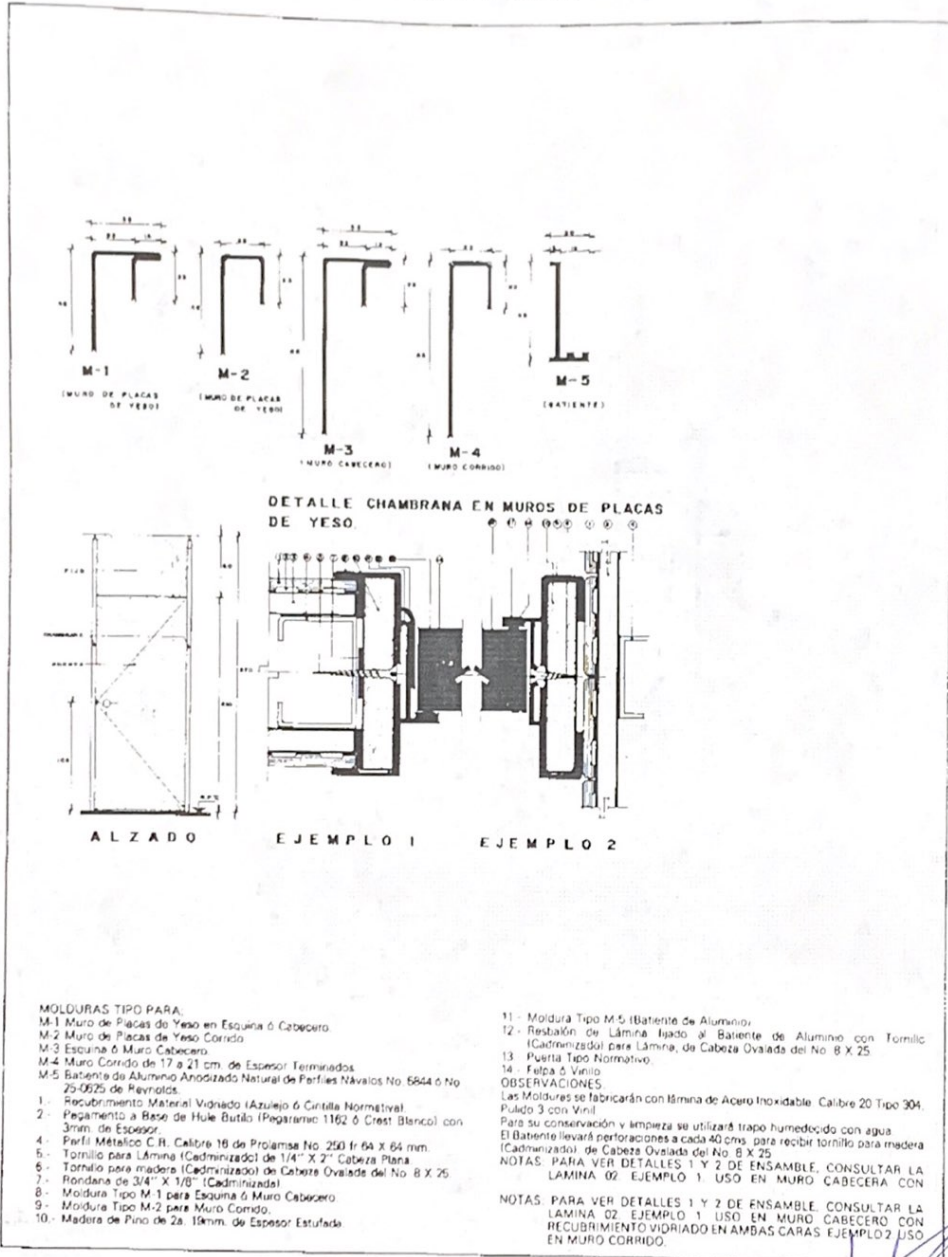 M-1
(MURO DE PLACAS
DE YESO)
M-2
(MURO DE PLACAS
DE YESO)
M-3
(MURO CABECERO)
M-4
(MURO CORRIDO)
M-5
(BATIENTE)
DETALLE CHAMBRANA EN MUROS DE PLACAS
DE YESO.
FIJO
CHAMBRANA
PUERTA
N.P.T.
ALZADO
EJEMPLO 1
EJEMPLO 2
MOLDURAS TIPO PARA:
M-1 Muro de Placas de Yeso en Esquina ó Cabecero
M-2 Muro de Placas de Yeso Corrido
M-3 Esquina ó Muro Cabecero
M-4 Muro Corrido de 17 a 21 cm. de Espesor Terminados
M-5 Batiente de Aluminio Anodizado Natural de Perfiles Návalos No. 6844 ó No
25-0625 de Reynolds.
1.- Recubrimiento Material Vidriado (Azulejo ó Cintilla Normativa)
2.- Pegamento a Base de Hule Butilo (Pegaramic 1162 ó Crest Blanco) con
3mm. de Espesor.
4.- Perfil Métalico C.R. Calibre 18 de Prolamsa No. 250 fr 64 X 64 mm.
5.- Tornillo para Lámina (Cadminizado) de 1/4" X 2" Cabeza Plana
6.- Tornillo para madera (Cadminizado) de Cabeza Ovalada del No. 8 X 25
7.- Rondana de 3/4" X 1/8" (Cadminizada)
8.- Moldura Tipo M-1 para Esquina ó Muro Cabecero
9.- Moldura Tipo M-2 para Muro Corrido.
10.- Madera de Pino de 2a. 19mm. de Espesor Estufada
11.- Moldura Tipo M-5 (Batiente de Aluminio)
12.- Resbalón de Lámina fijado al Batiente de Aluminio con Tornillo
(Cadminizado) para Lámina, de Cabeza Ovalada del No. 8 X 25
13.- Puerta Tipo Normativo.
14.- Felpa ó Vinilo
OBSERVACIONES.
Las Molduras se fabricarán con lámina de Acero Inoxidable Calibre 20 Tipo 304,
Pulido 3 con Vinil
Para su conservación y limpieza se utilizará trapo humedecido con agua
El Batiente llevará perforaciones a cada 40 cms. para recibir tornillo para madera
(Cadminizado) de Cabeza Ovalada del No. 8 X 25
NOTAS. PARA VER DETALLES 1 Y 2 DE ENSAMBLE, CONSULTAR LA
LAMINA 02. EJEMPLO 1. USO EN MURO CABECERA CON
NOTAS. PARA VER DETALLES 1 Y 2 DE ENSAMBLE, CONSULTAR LA
LAMINA 02. EJEMPLO 1 USO EN MURO CABECERO CON
RECUBRIMIENTO VIDRIADO EN AMBAS CARAS EJEMPLO 2 USO
EN MURO CORRIDO.